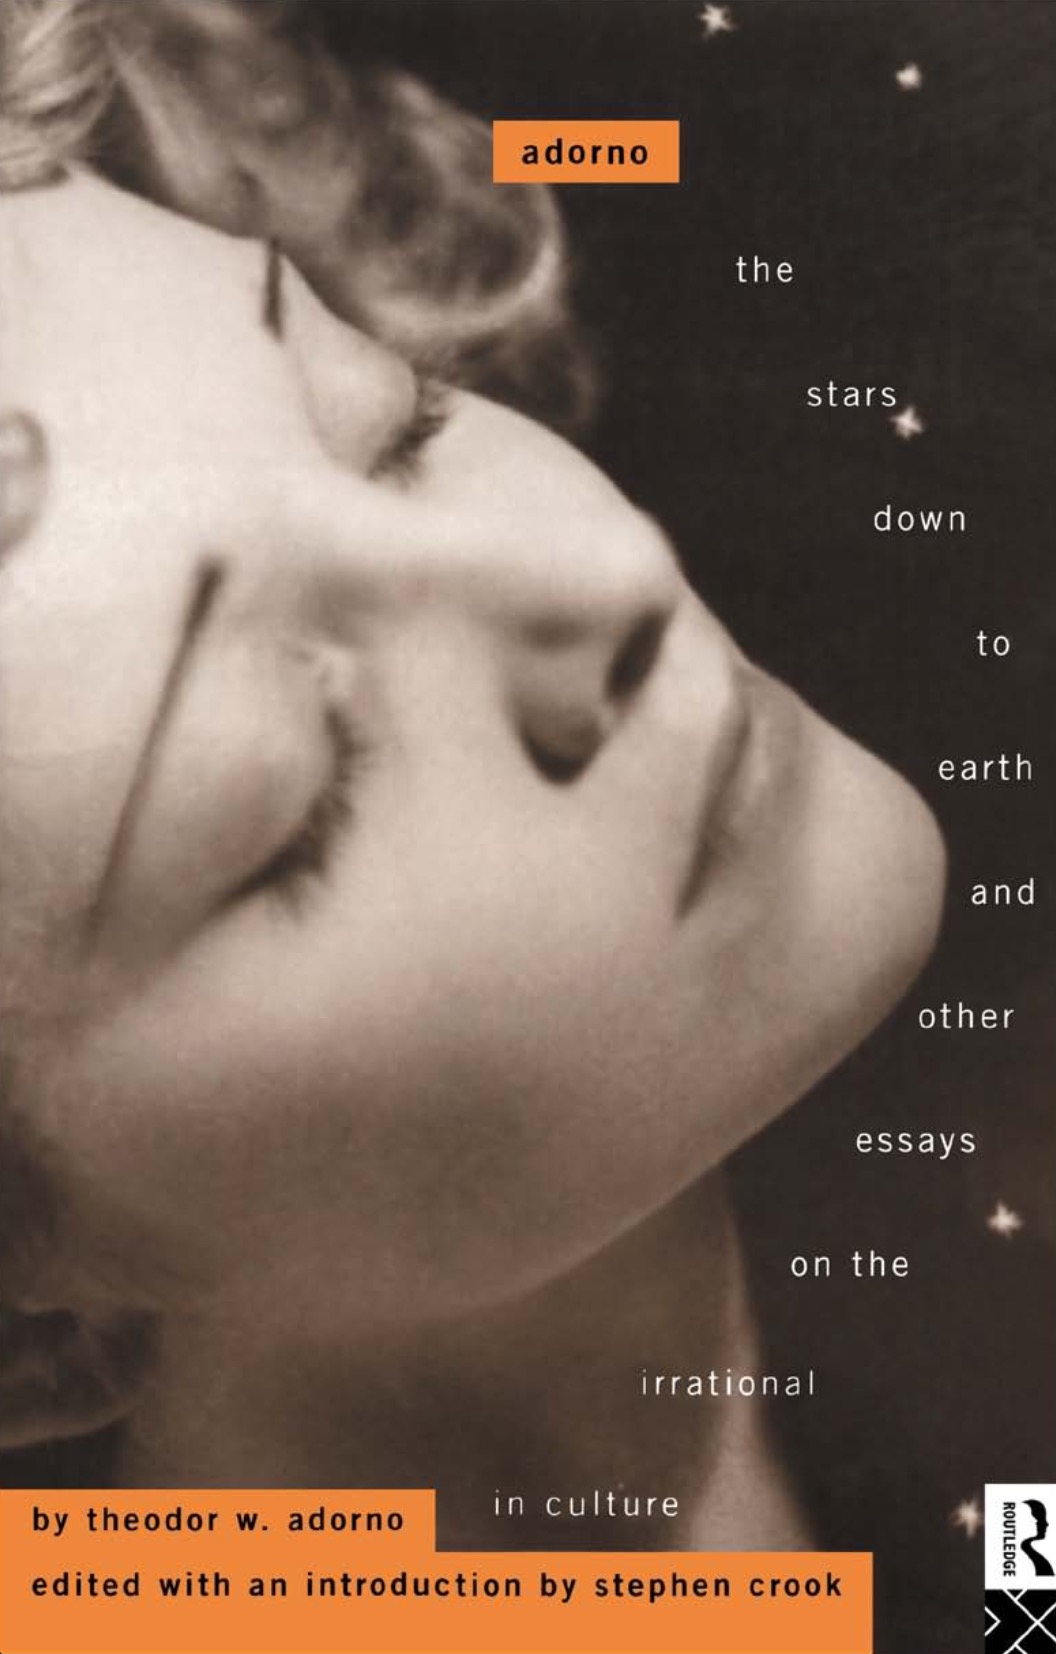 adorno
the
stars
down
to
earth
and
other
essays
on the
irrational
in culture
by theodor w. adorno
edited with an introduction by stephen crook
ROUTLEDGE